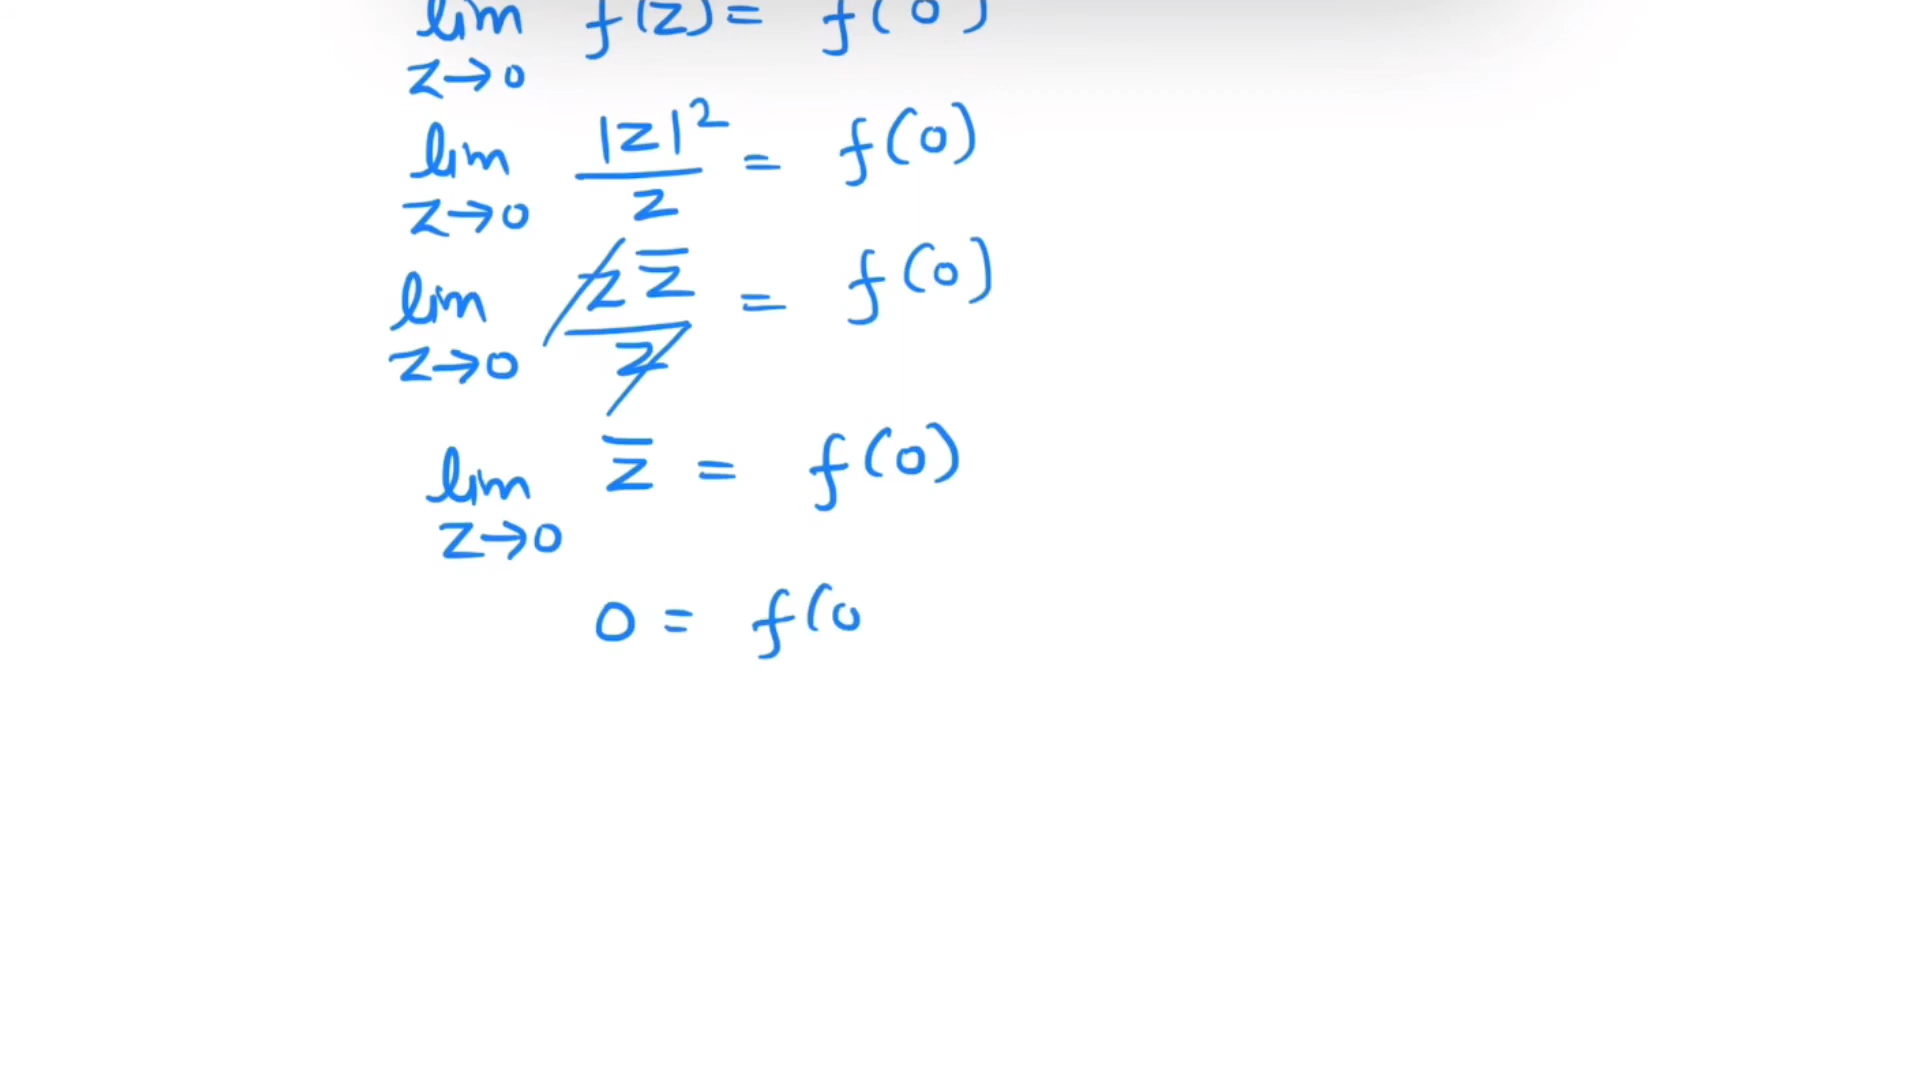 lim z→0 f(z) = f(0)
lim z→0 |z|²/z = f(0)
lim z→0 z z̅/z = f(0)
lim z→0 z̅ = f(0)
0 = f(0